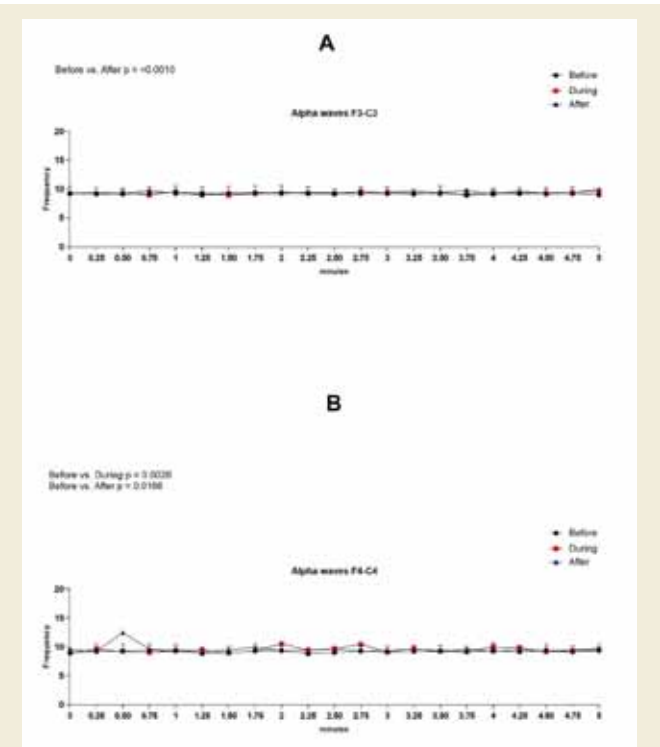 A
Before vs. After p = <0.0010
Before
During
After
Alpha waves F3-C3
20
15
10
5
0
Frequency
0 0.25 0.50 0.75 1 1.25 1.50 1.75 2 2.25 2.50 2.75 3 3.25 3.50 3.75 4 4.25 4.50 4.75 5
minutes
B
Before vs. During p =
Before vs. After p =
Before
During
After
Alpha waves F4-C4
20
15
10
5
0
Frequency
0 0.25 0.50 0.75 1 1.25 1.50 1.75 2 2.25 2.50 2.75 3 3.25 3.50 3.75 4 4.25 4.50 4.75 5
minutes